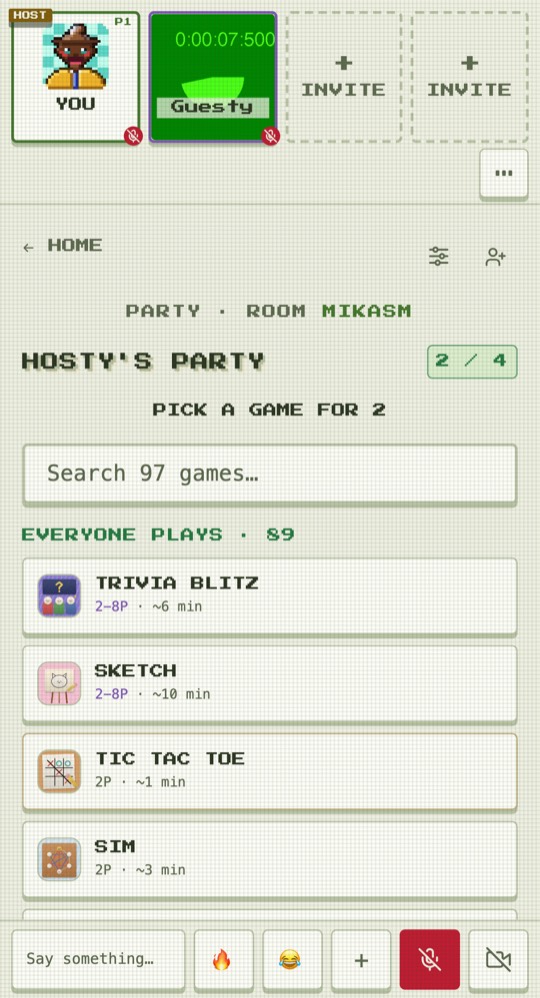 HOST
P1
0:00:07:500
YOU
Guesty
+
INVITE
+
INVITE
...
← HOME
PARTY · ROOM MIKASM
HOSTY'S PARTY
2 / 4
PICK A GAME FOR 2
Search 97 games…
EVERYONE PLAYS · 89
?
TRIVIA BLITZ
2–8P · ~6 min
SKETCH
2–8P · ~10 min
TIC TAC TOE
2P · ~1 min
SIM
2P · ~3 min
Say something…
+